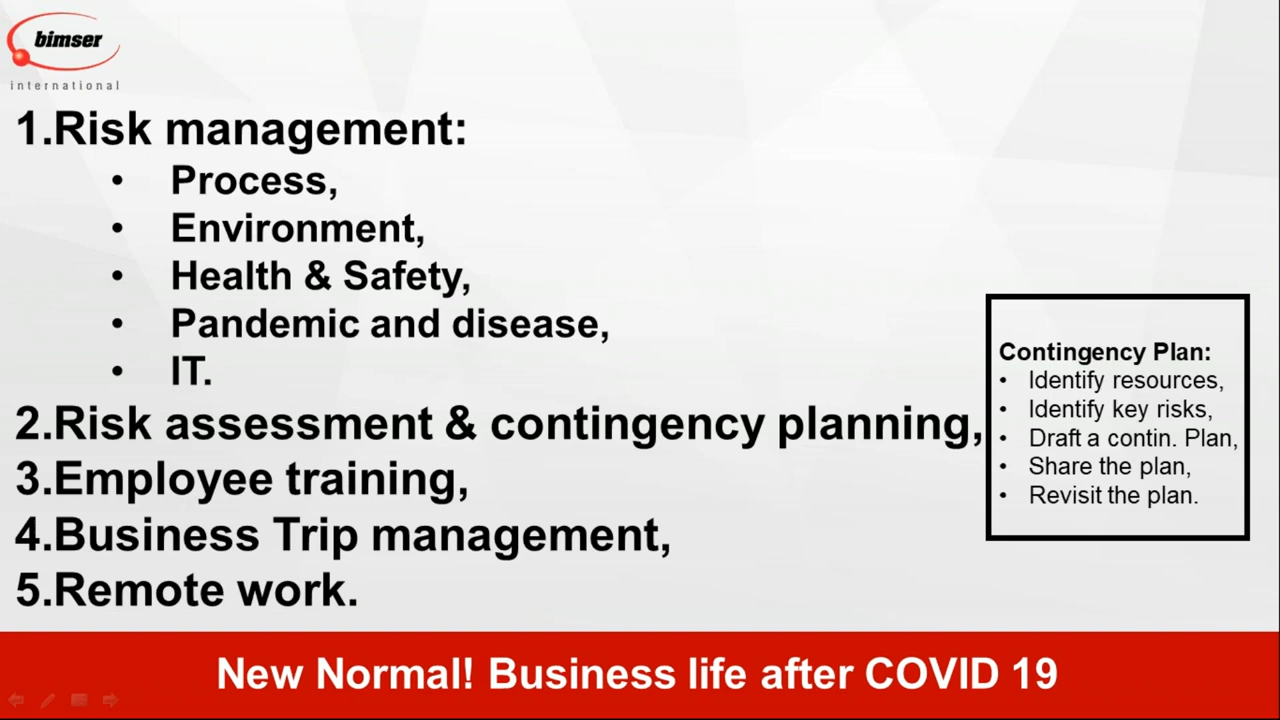 bimser
international
1.Risk management:
• Process,
• Environment,
• Health & Safety,
• Pandemic and disease,
• IT.
2.Risk assessment & contingency planning,
3.Employee training,
4.Business Trip management,
5.Remote work.
Contingency Plan:
• Identify resources,
• Identify key risks,
• Draft a contin. Plan,
• Share the plan,
• Revisit the plan.
New Normal! Business life after COVID 19